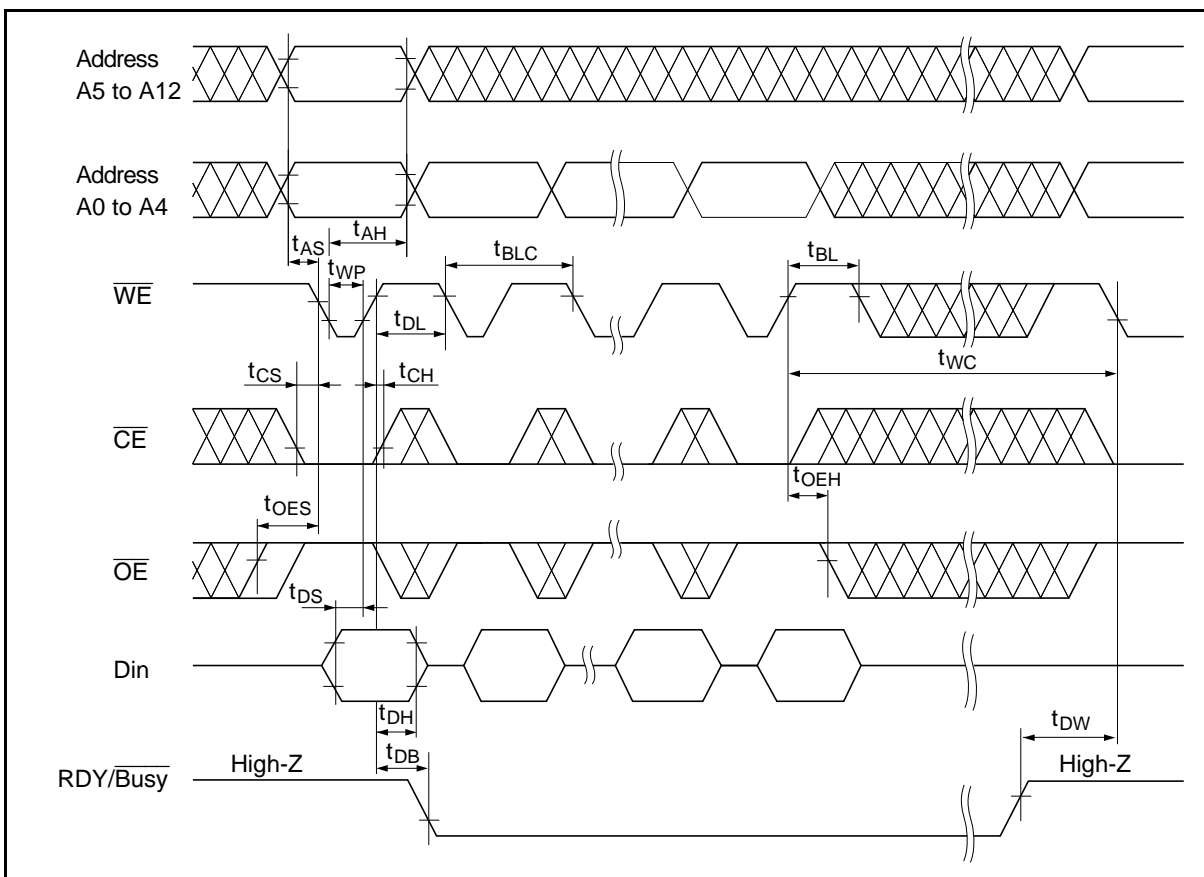 Address
A5 to A12
Address
A0 to A4
tAS
tAH
tWP
tBLC
tBL
WE
tDL
tWC
tCS
tCH
CE
tOEH
tOES
OE
tDS
Din
tDH
tDW
tDB
High-Z
High-Z
RDY/Busy